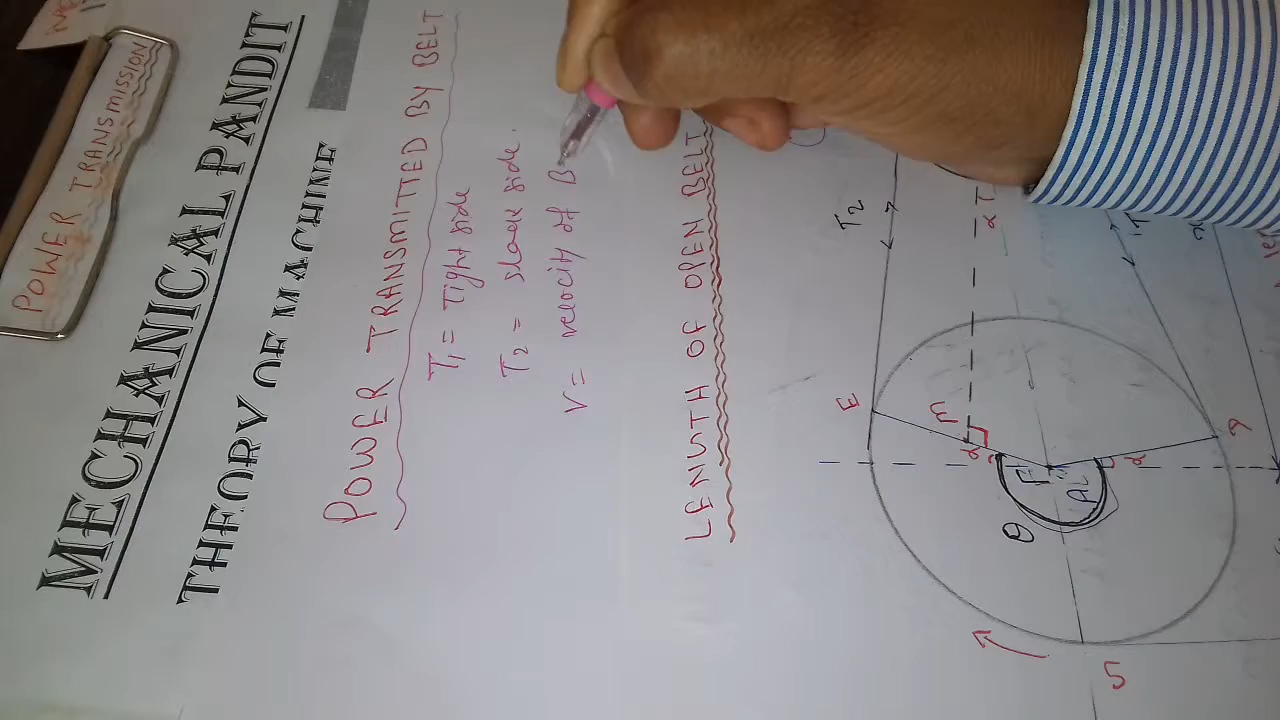 POWER TRANSMISSION
MECHANICAL PANDIT
THEORY OF MACHINE
POWER TRANSMITTED BY BELT
T1 = Tight side
T2 = slack side.
V = velocity of B
LENGTH OF OPEN BELT
T2
E
M
α
θ
α
S